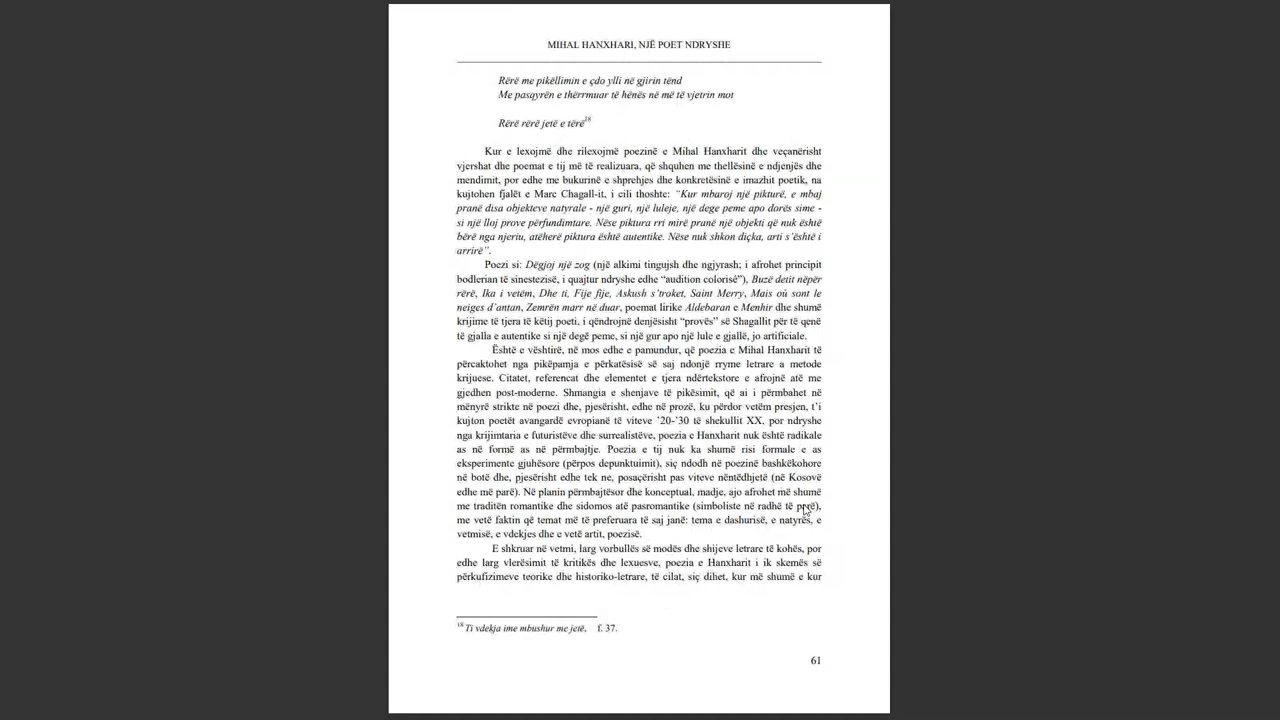 MIHAL HANXHARI, NJË POET NDRYSHE
Rërë me pikëllimin e çdo ylli në gjirin tënd
Me pasqyrën e thërrmuar të hënës në më të vjetrin mot
Rërë rërë jetë e tërë18
Kur e lexojmë dhe rilexojmë poezinë e Mihal Hanxharit dhe veçanërisht
vjershat dhe poemat e tij më të realizuara, që shquhen me thellësinë e ndjenjës dhe
mendimit, por edhe me bukurinë e shprehjes dhe konkretësinë e imazhit poetik, na
kujtohen fjalët e Marc Chagall-it, i cili thoshte: “Kur mbaroj një pikturë, e mbaj
pranë disa objekteve natyrale - një guri, një luleje, një dege peme apo dorës sime -
si një lloj prove përfundimtare. Nëse piktura rri mirë pranë një objekti që nuk është
bërë nga njeriu, atëherë piktura është autentike. Nëse nuk shkon diçka, arti s’është i
arrirë”.
Poezi si: Dëgjoj një zog (një alkimi tingujsh dhe ngjyrash; i afrohet principit
bodlerian të sinestezisë, i quajtur ndryshe edhe “audition colorisé”), Buzë detit nëpër
rërë, Ika i vetëm, Dhe ti, Fije fije, Askush s’troket, Saint Merry, Mais où sont le
neiges d’antan, Zemrën marr në duar, poemat lirike Aldebaran e Menhir dhe shumë
krijime të tjera të këtij poeti, i qëndrojnë denjësisht “provës” së Shagallit për të qenë
të gjalla e autentike si një degë peme, si një gur apo një lule e gjallë, jo artificiale.
Është e vështirë, në mos edhe e pamundur, që poezia e Mihal Hanxharit të
përcaktohet nga pikëpamja e përkatësisë së saj ndonjë rryme letrare a metode
krijuese. Citatet, referencat dhe elementet e tjera ndërtekstore e afrojnë atë me
gjedhen post-moderne. Shmangia e shenjave të pikësimit, që ai i përmbahet në
mënyrë strikte në poezi dhe, pjesërisht, edhe në prozë, ku përdor vetëm presjen, t’i
kujton poetët avangardë evropianë të viteve ’20-’30 të shekullit XX, por ndryshe
nga krijimtaria e futuristëve dhe surrealistëve, poezia e Hanxharit nuk është radikale
as në formë as në përmbajtje. Poezia e tij nuk ka shumë risi formale e as
eksperimente gjuhësore (përpos depunktuimit), siç ndodh në poezinë bashkëkohore
në botë dhe, pjesërisht edhe tek ne, posaçërisht pas viteve nëntëdhjetë (në Kosovë
edhe më parë). Në planin përmbajtësor dhe konceptual, madje, ajo afrohet më shumë
me traditën romantike dhe sidomos atë pasromantike (simboliste në radhë të parë),
me vetë faktin që temat më të preferuara të saj janë: tema e dashurisë, e natyrës, e
vetmisë, e vdekjes dhe e vetë artit, poezisë.
E shkruar në vetmi, larg vorbullës së modës dhe shijeve letrare të kohës, por
edhe larg vlerësimit të kritikës dhe lexuesve, poezia e Hanxharit i ik skemës së
përkufizimeve teorike dhe historiko-letrare, të cilat, siç dihet, kur më shumë e kur
18 Ti vdekja ime mbushur me jetë, f. 37.
61